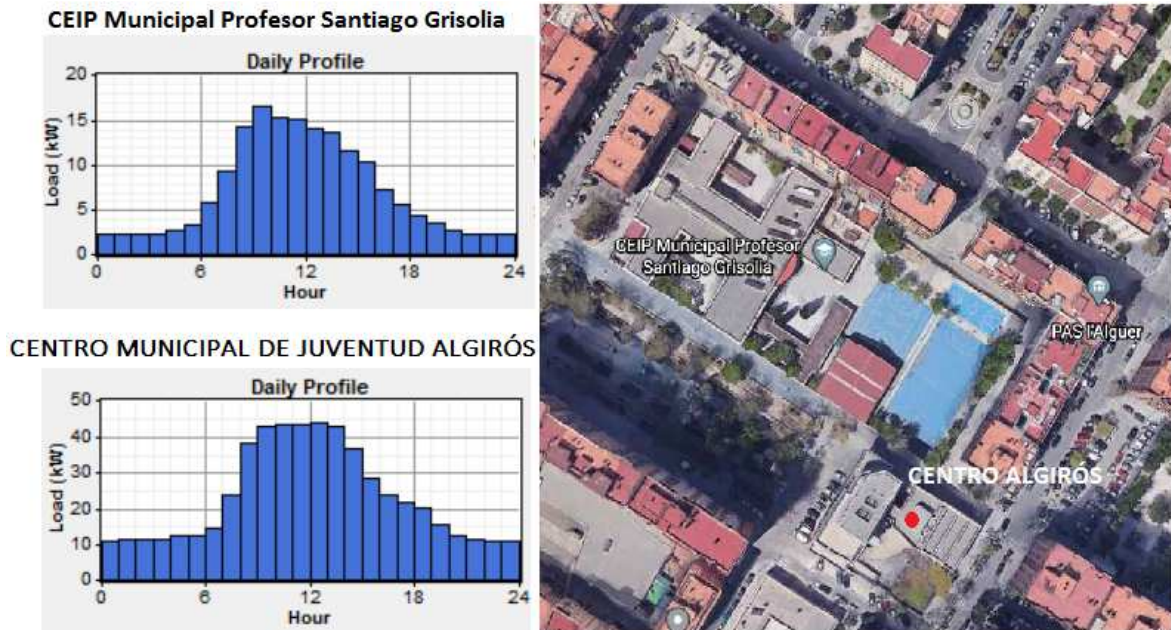 CEIP Municipal Profesor Santiago Grisolia
Daily Profile
20
15
10
5
0
Load (kW)
0 6 12 18 24
Hour
CENTRO MUNICIPAL DE JUVENTUD ALGIRÓS
Daily Profile
50
40
30
20
10
0
Load (kW)
0 6 12 18 24
Hour
CEIP Municipal Profesor
Santiago Grisolia
PAS l'Alguer
CENTRO ALGIRÓS